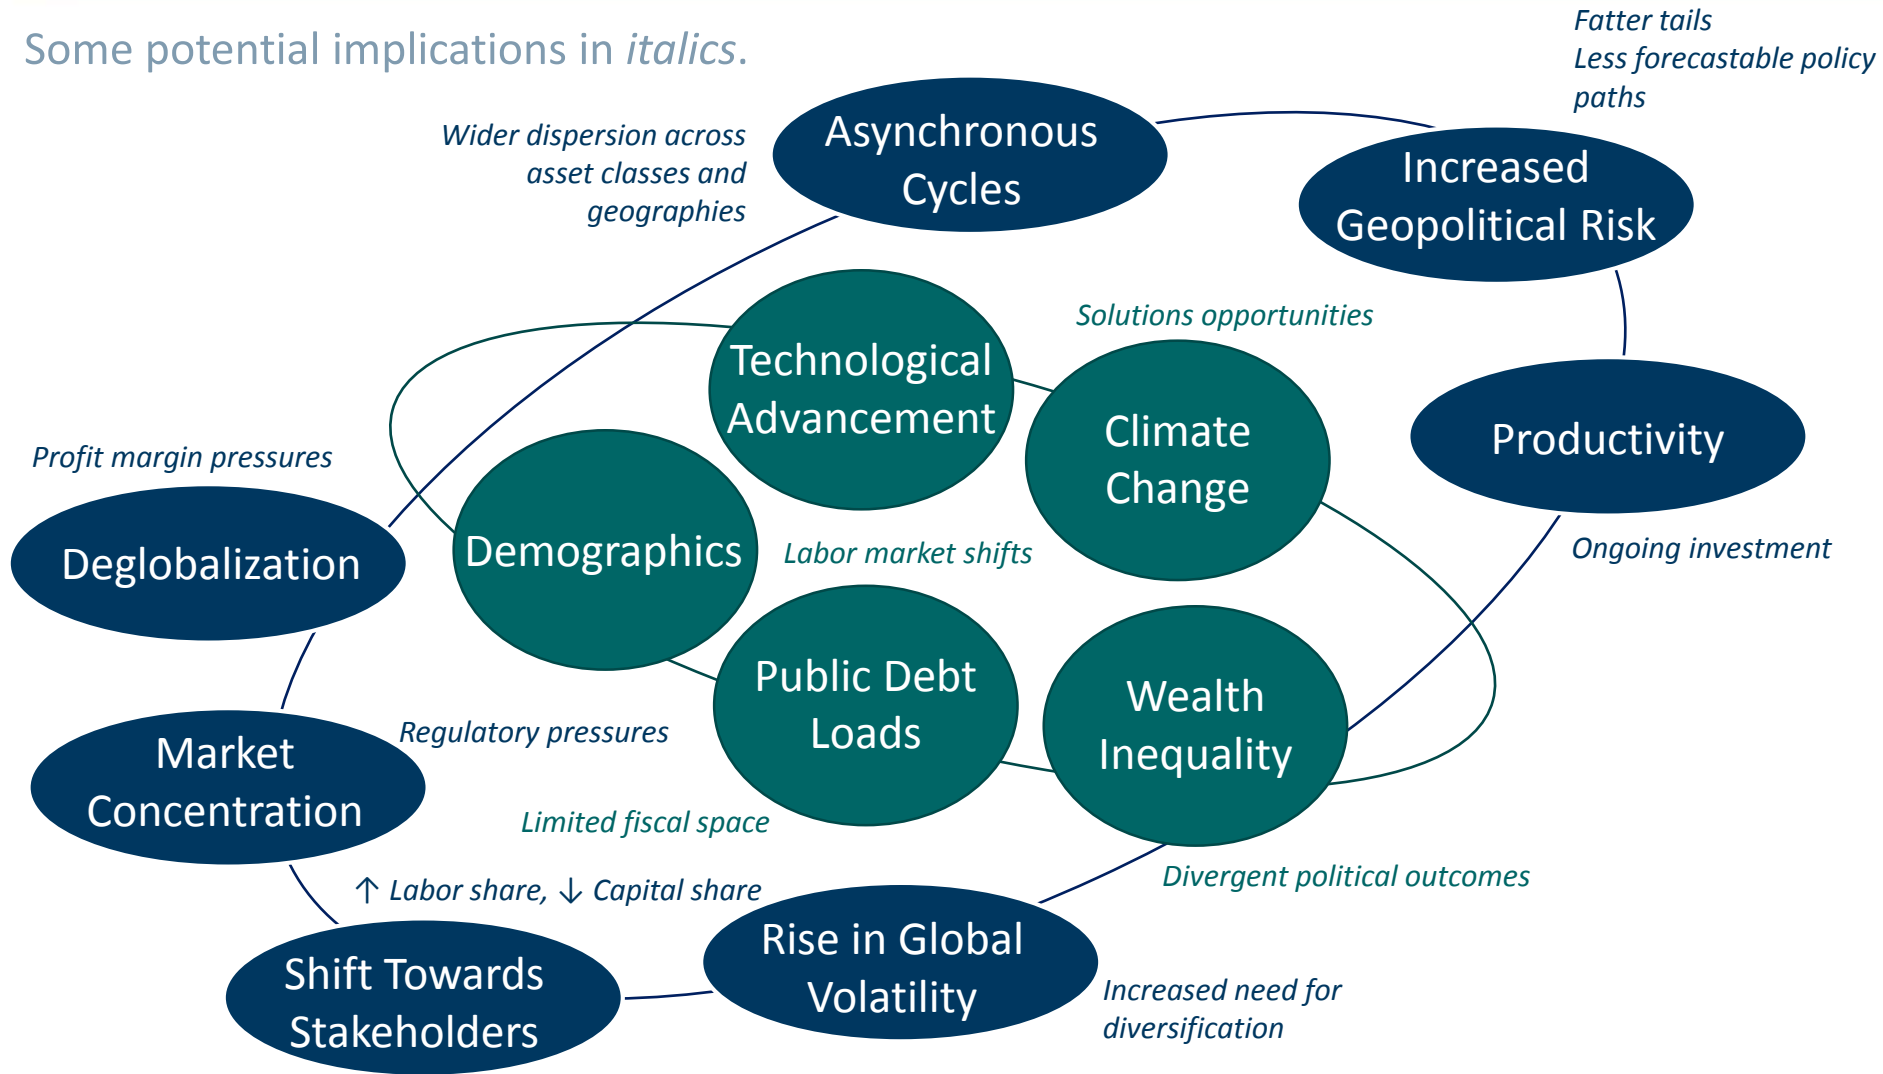 Some potential implications in italics.
Fatter tails
Less forecastable policy
paths
Wider dispersion across
asset classes and
geographies
Asynchronous
Cycles
Increased
Geopolitical Risk
Solutions opportunities
Technological
Advancement
Climate
Change
Productivity
Profit margin pressures
Deglobalization
Demographics
Labor market shifts
Ongoing investment
Public Debt
Loads
Wealth
Inequality
Market
Concentration
Regulatory pressures
Limited fiscal space
↑ Labor share, ↓ Capital share
Divergent political outcomes
Shift Towards
Stakeholders
Rise in Global
Volatility
Increased need for
diversification